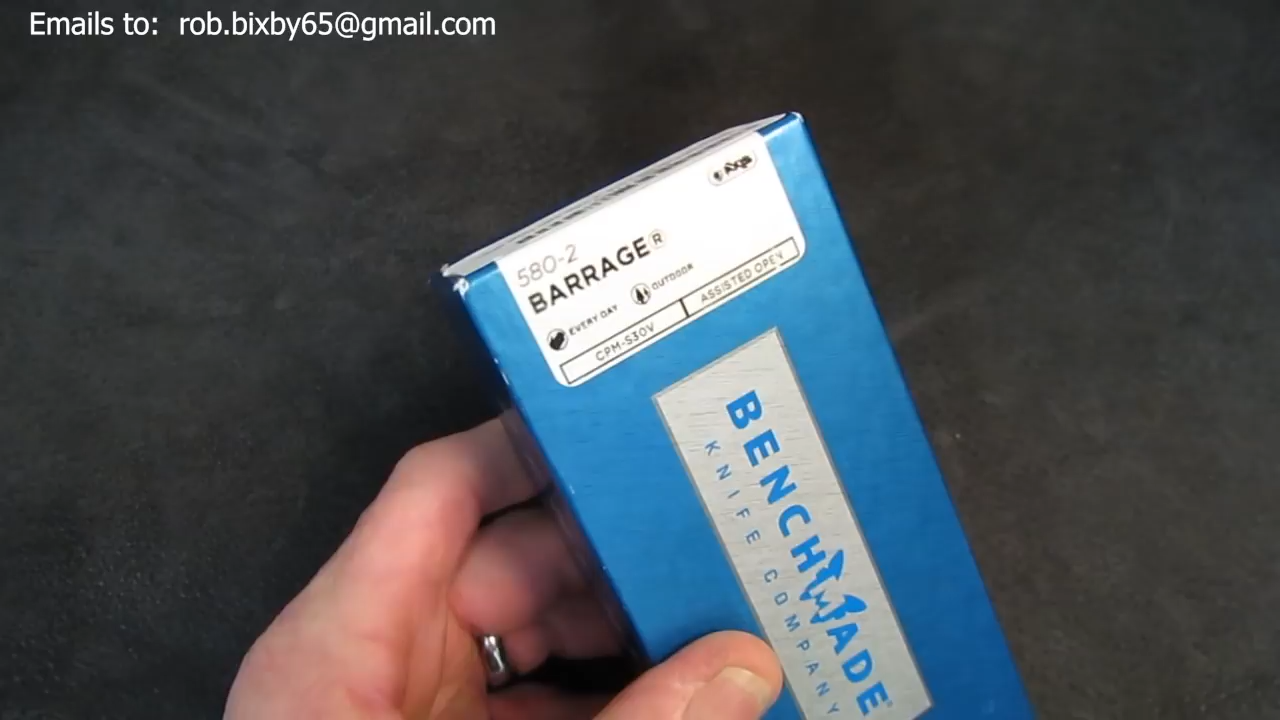 Emails to: rob.bixby65@gmail.com
AXIS
580-2
BARRAGE®
EVERY DAY OUTDOOR
CPM-S30V ASSISTED OPEN
BENCHMADE®
KNIFE COMPANY